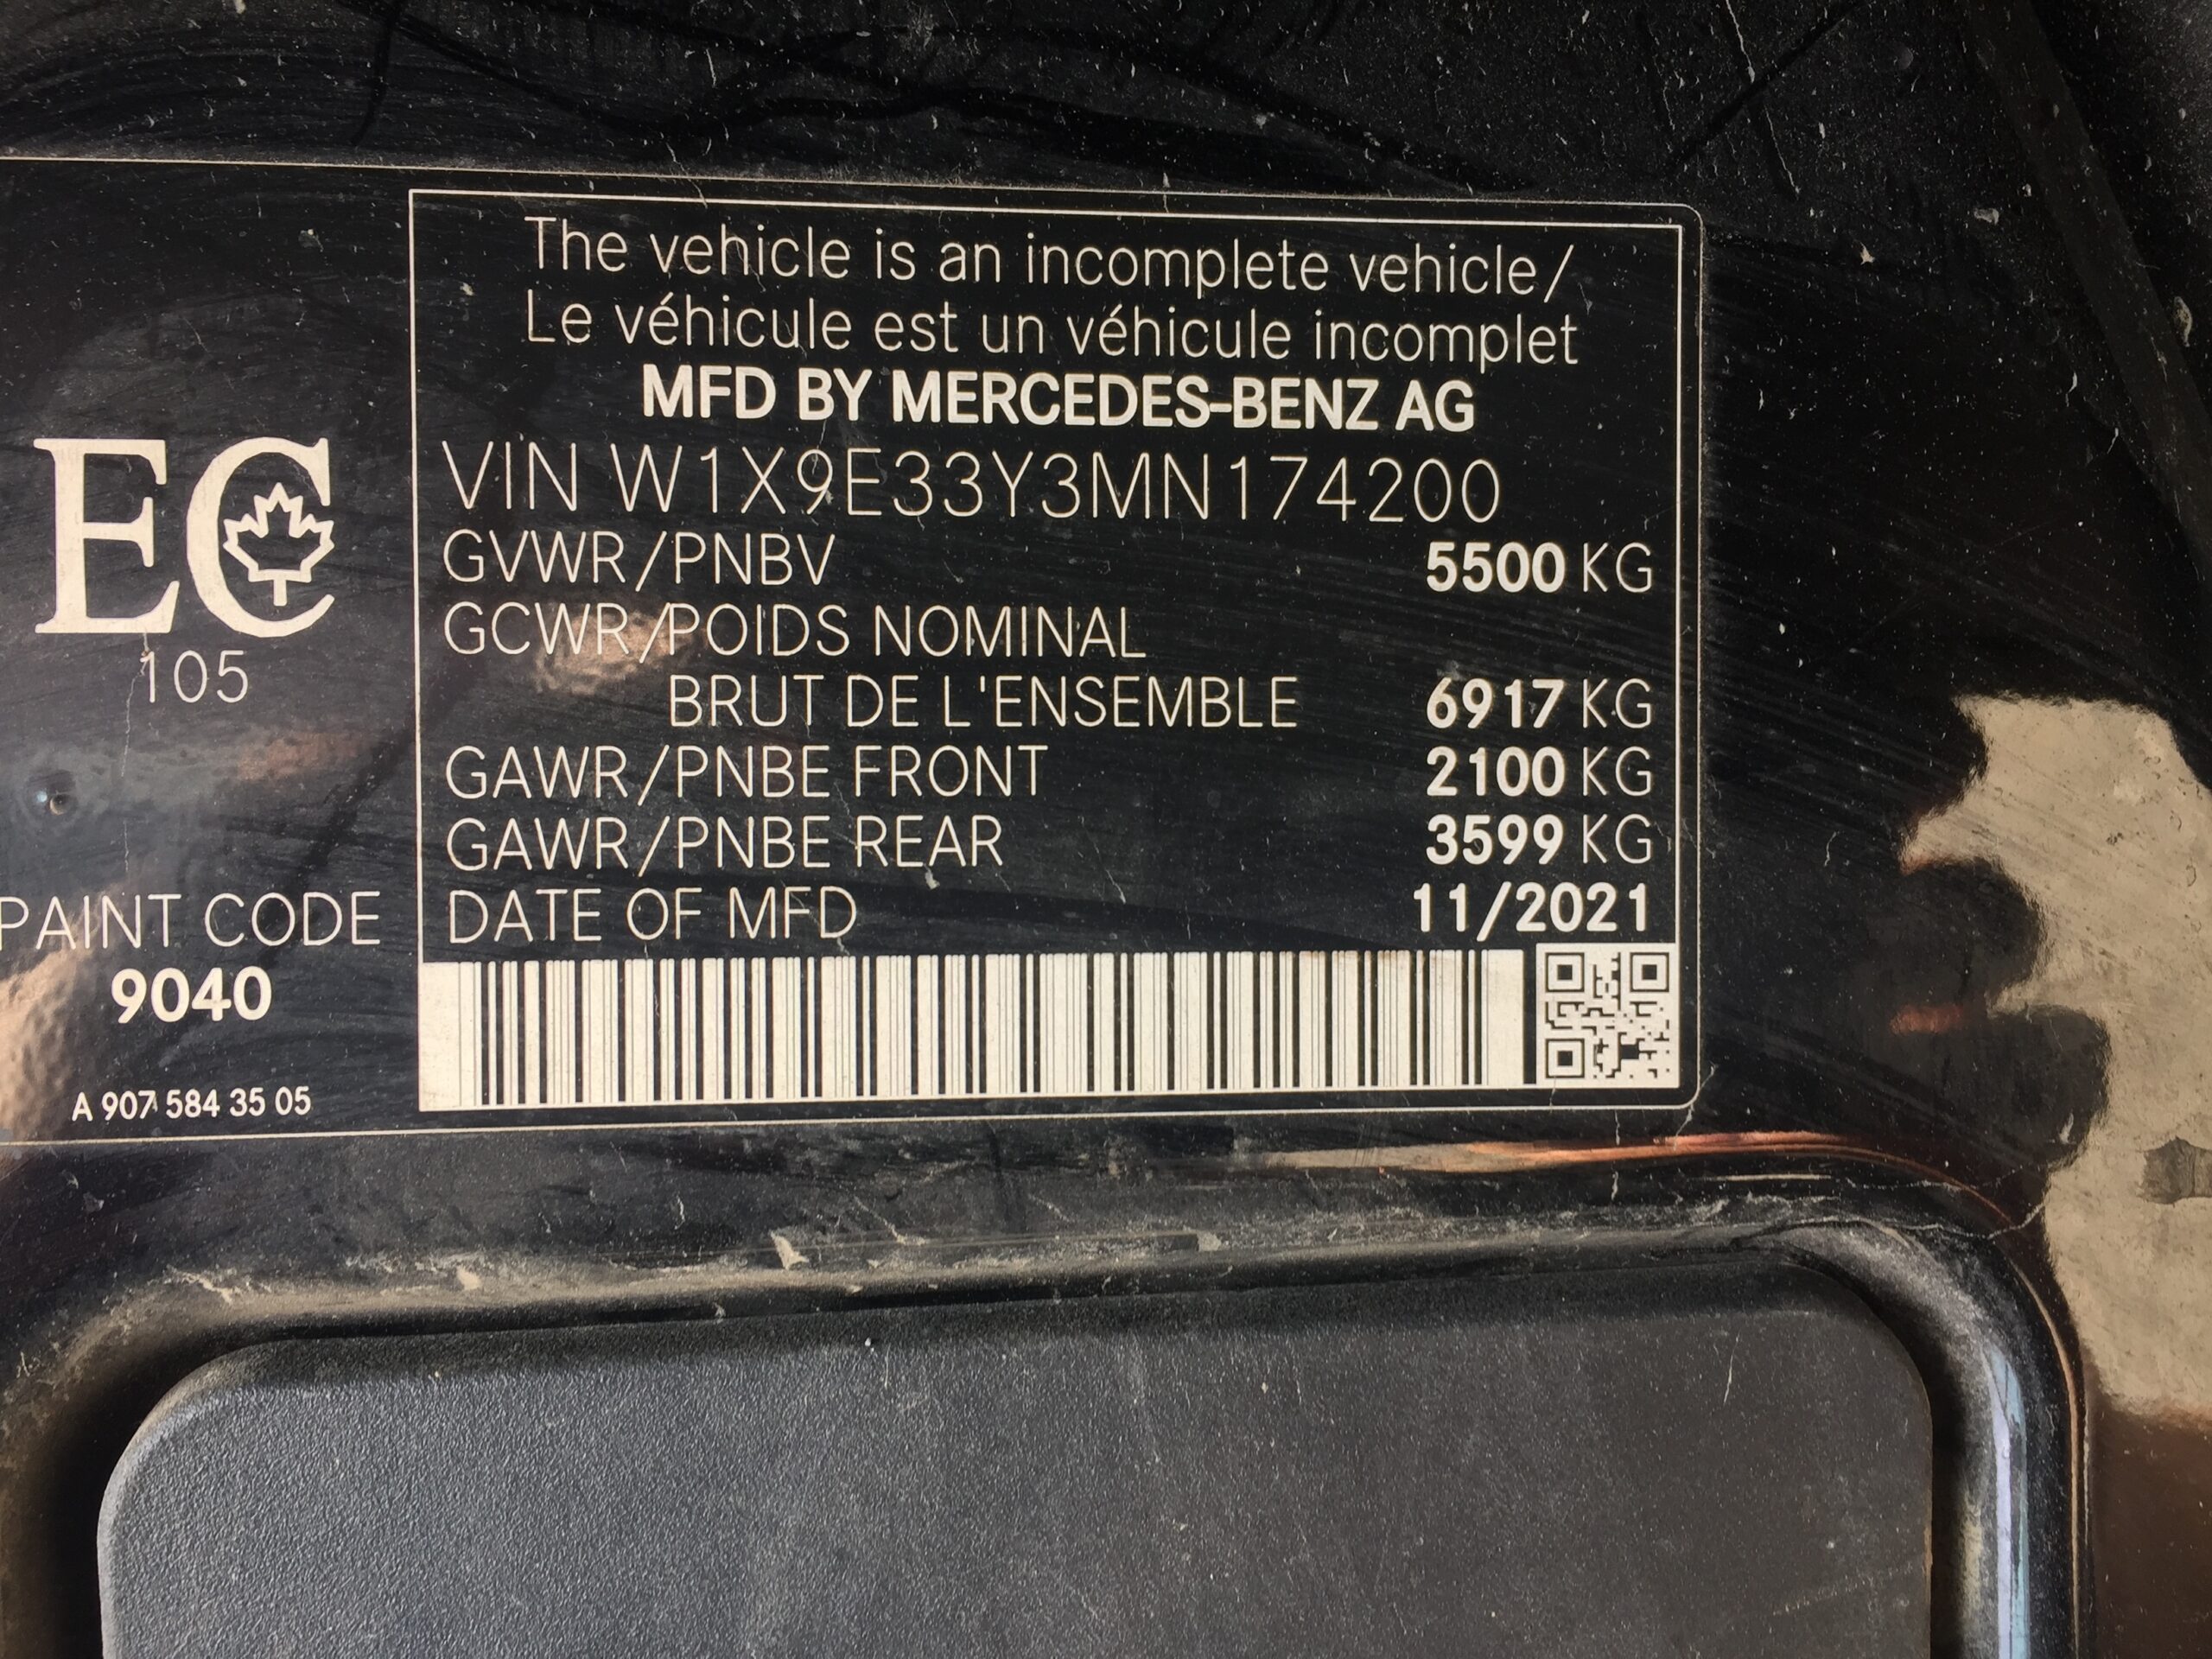 The vehicle is an incomplete vehicle/
Le véhicule est un véhicule incomplet
MFD BY MERCEDES-BENZ AG
VIN W1X9E33Y3MN174200
GVWR/PNBV 5500 KG
GCWR/POIDS NOMINAL
BRUT DE L'ENSEMBLE 6917 KG
GAWR/PNBE FRONT 2100 KG
GAWR/PNBE REAR 3599 KG
DATE OF MFD 11/2021
EC
105
PAINT CODE
9040
A 907 584 35 05